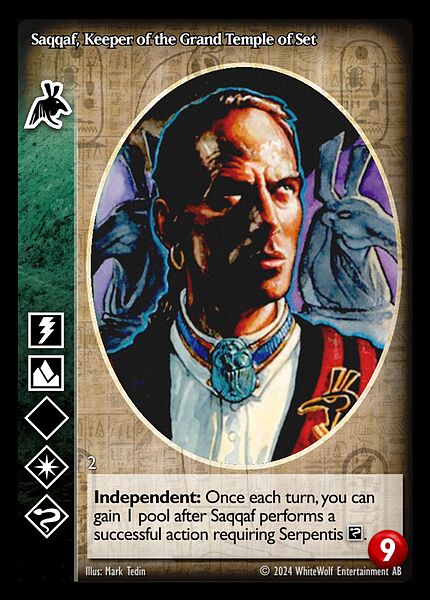 Saqqaf, Keeper of the Grand Temple of Set
2
Independent: Once each turn, you can
gain 1 pool after Saqqaf performs a
successful action requiring Serpentis .
9
Illus: Mark Tedin © 2024 WhiteWolf Entertainment AB